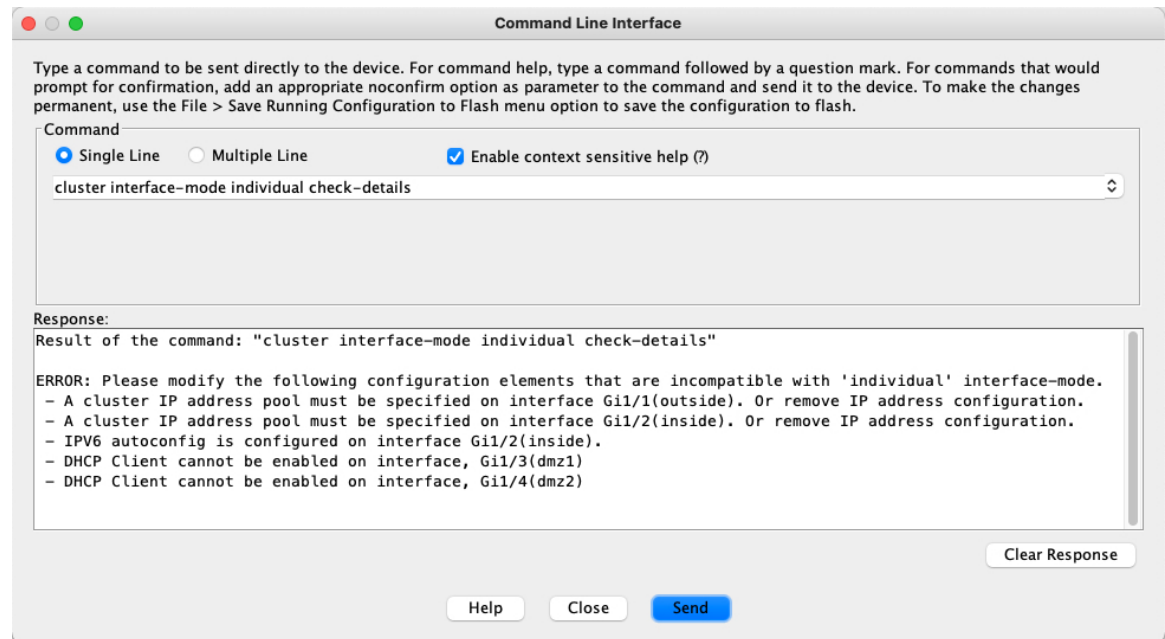 Command Line Interface
Type a command to be sent directly to the device. For command help, type a command followed by a question mark. For commands that would
prompt for confirmation, add an appropriate noconfirm option as parameter to the command and send it to the device. To make the changes
permanent, use the File > Save Running Configuration to Flash menu option to save the configuration to flash.
Command
Single Line Multiple Line Enable context sensitive help (?)
cluster interface-mode individual check-details
Response:
Result of the command: "cluster interface-mode individual check-details"
ERROR: Please modify the following configuration elements that are incompatible with 'individual' interface-mode.
- A cluster IP address pool must be specified on interface Gi1/1(outside). Or remove IP address configuration.
- A cluster IP address pool must be specified on interface Gi1/2(inside). Or remove IP address configuration.
- IPV6 autoconfig is configured on interface Gi1/2(inside).
- DHCP Client cannot be enabled on interface, Gi1/3(dmz1)
- DHCP Client cannot be enabled on interface, Gi1/4(dmz2)
Clear Response
Help Close Send